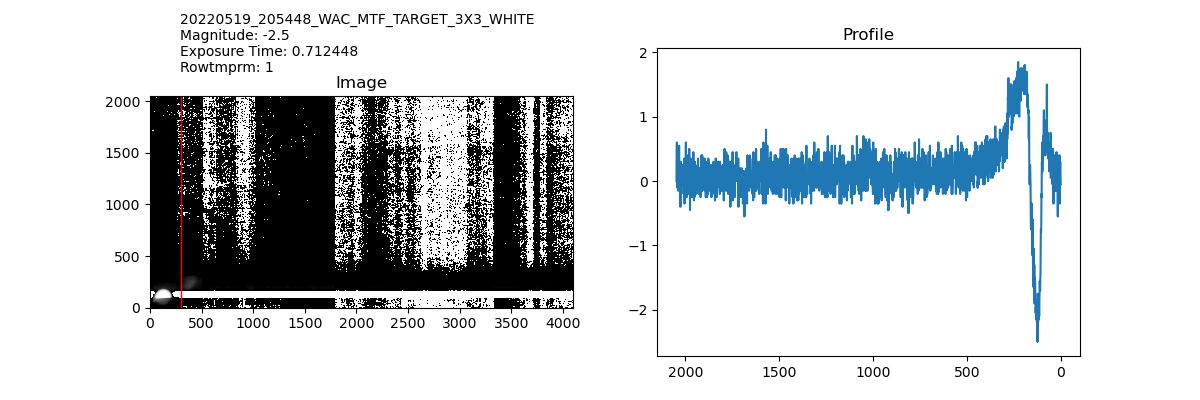 20220519_205448_WAC_MTF_TARGET_3X3_WHITE
Magnitude: -2.5
Exposure Time: 0.712448
Rowtmprm: 1
Image
2000
1500
1000
500
0
0 500 1000 1500 2000 2500 3000 3500 4000
Profile
2
1
0
−1
−2
2000 1500 1000 500 0